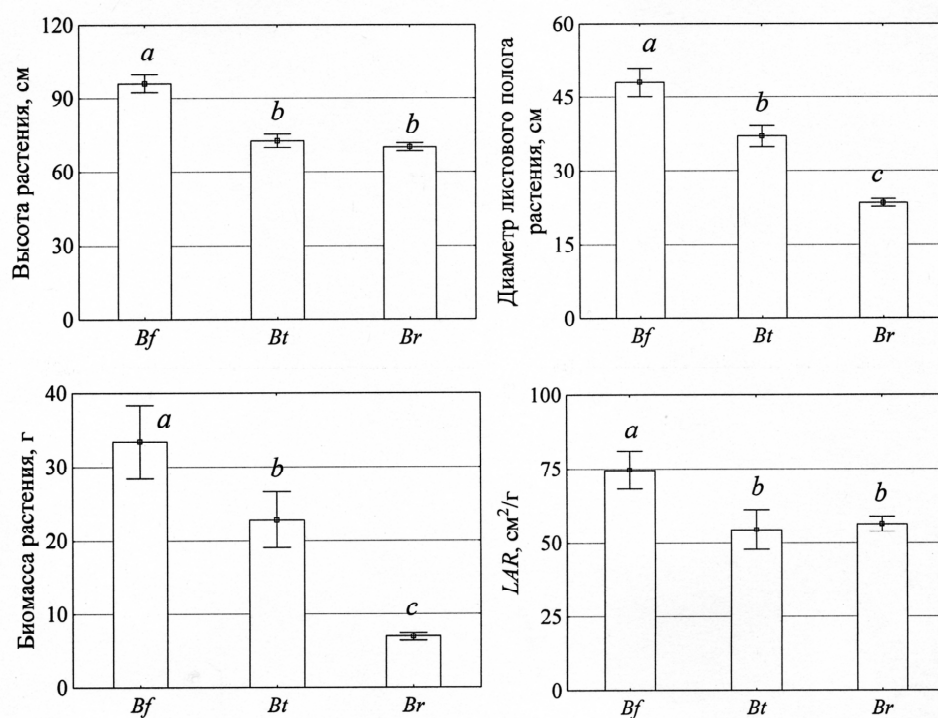 Высота растения, см
120
90
60
30
0
a
b
b
Bf
Bt
Br
Диаметр листового полога
растения, см
60
45
30
15
0
a
b
c
Bf
Bt
Br
Биомасса растения, г
40
30
20
10
0
a
b
c
Bf
Bt
Br
LAR, см²/г
100
75
50
25
0
a
b
b
Bf
Bt
Br